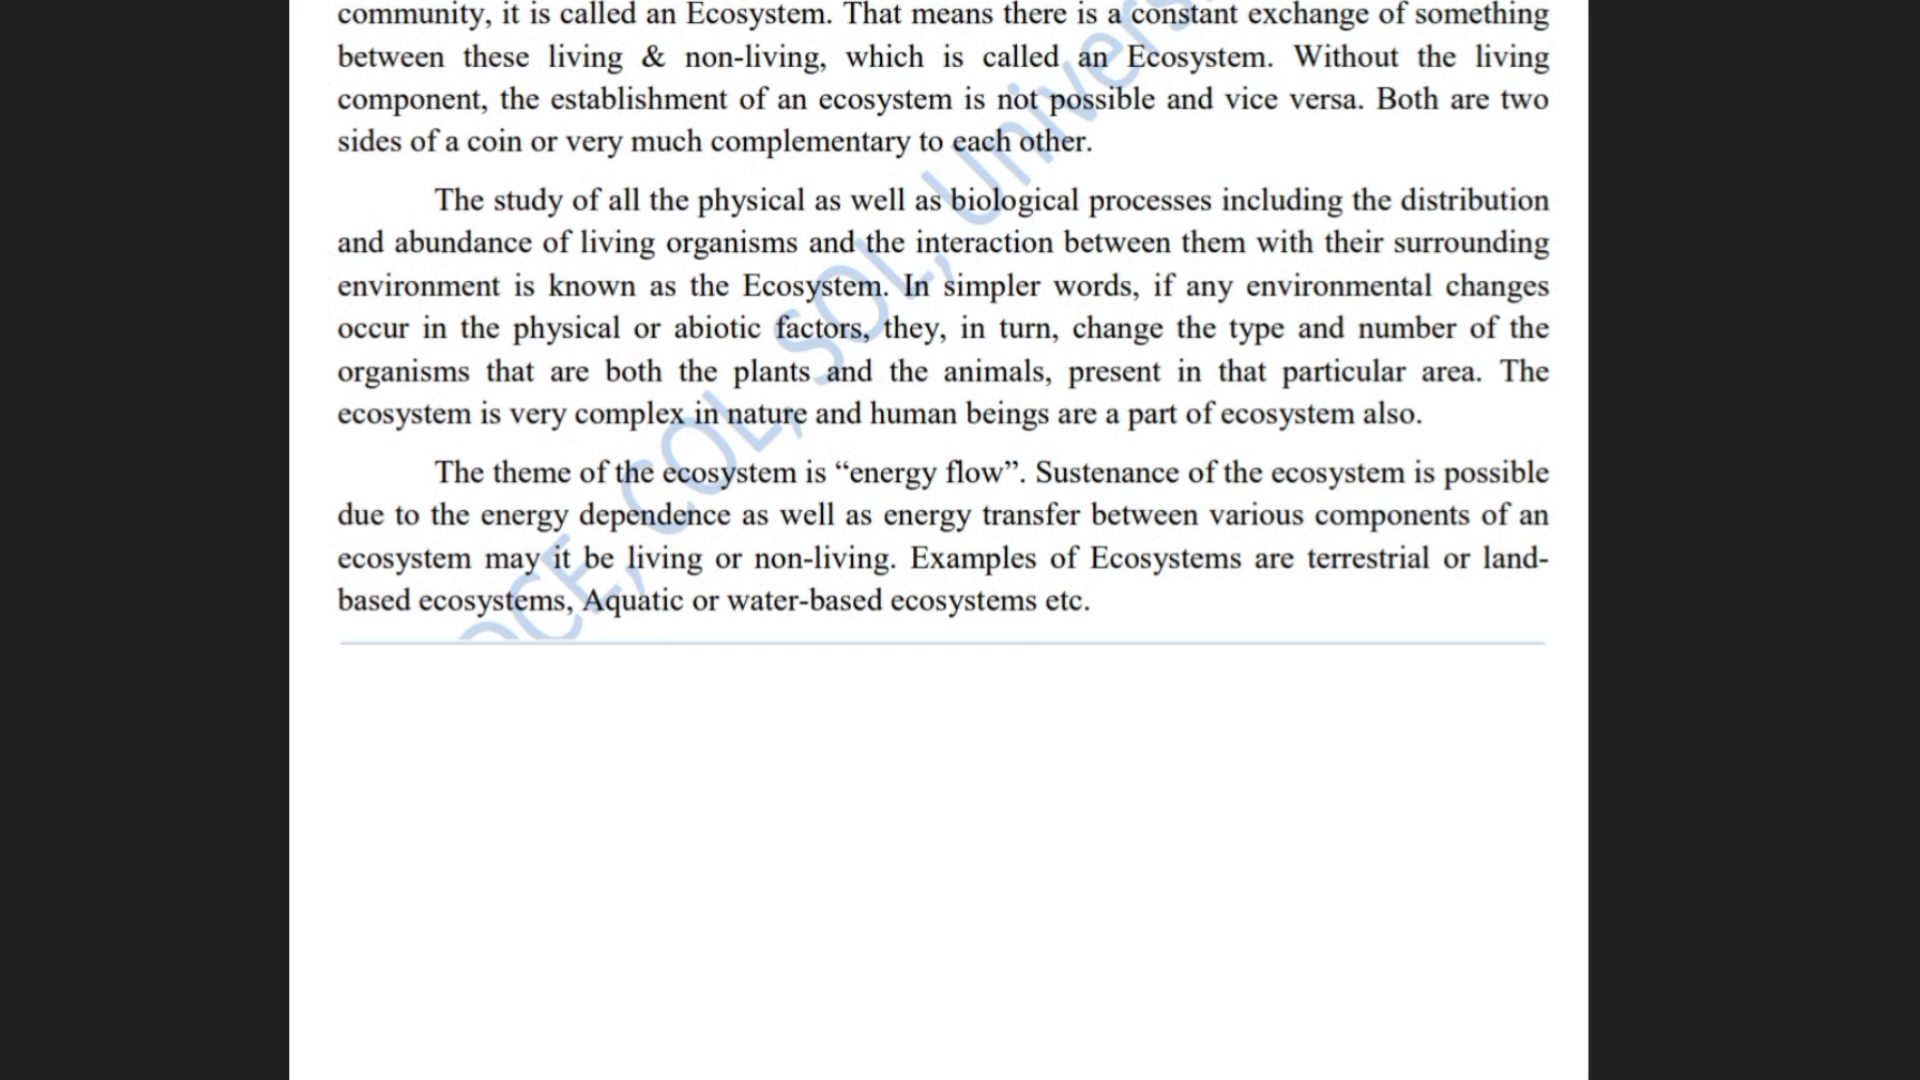 community, it is called an Ecosystem. That means there is a constant exchange of something
between these living & non-living, which is called an Ecosystem. Without the living
component, the establishment of an ecosystem is not possible and vice versa. Both are two
sides of a coin or very much complementary to each other.
The study of all the physical as well as biological processes including the distribution
and abundance of living organisms and the interaction between them with their surrounding
environment is known as the Ecosystem. In simpler words, if any environmental changes
occur in the physical or abiotic factors, they, in turn, change the type and number of the
organisms that are both the plants and the animals, present in that particular area. The
ecosystem is very complex in nature and human beings are a part of ecosystem also.
The theme of the ecosystem is “energy flow”. Sustenance of the ecosystem is possible
due to the energy dependence as well as energy transfer between various components of an
ecosystem may it be living or non-living. Examples of Ecosystems are terrestrial or land-
based ecosystems, Aquatic or water-based ecosystems etc.
COL, SOL,